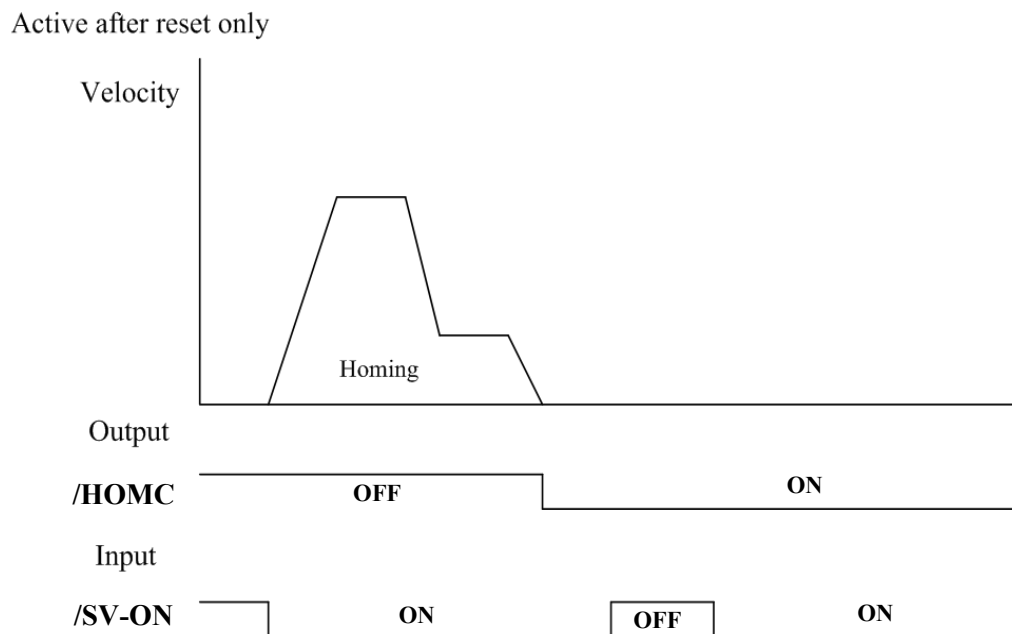 Active after reset only
Velocity
Homing
Output
/HOMC OFF ON
Input
/SV-ON ON OFF ON